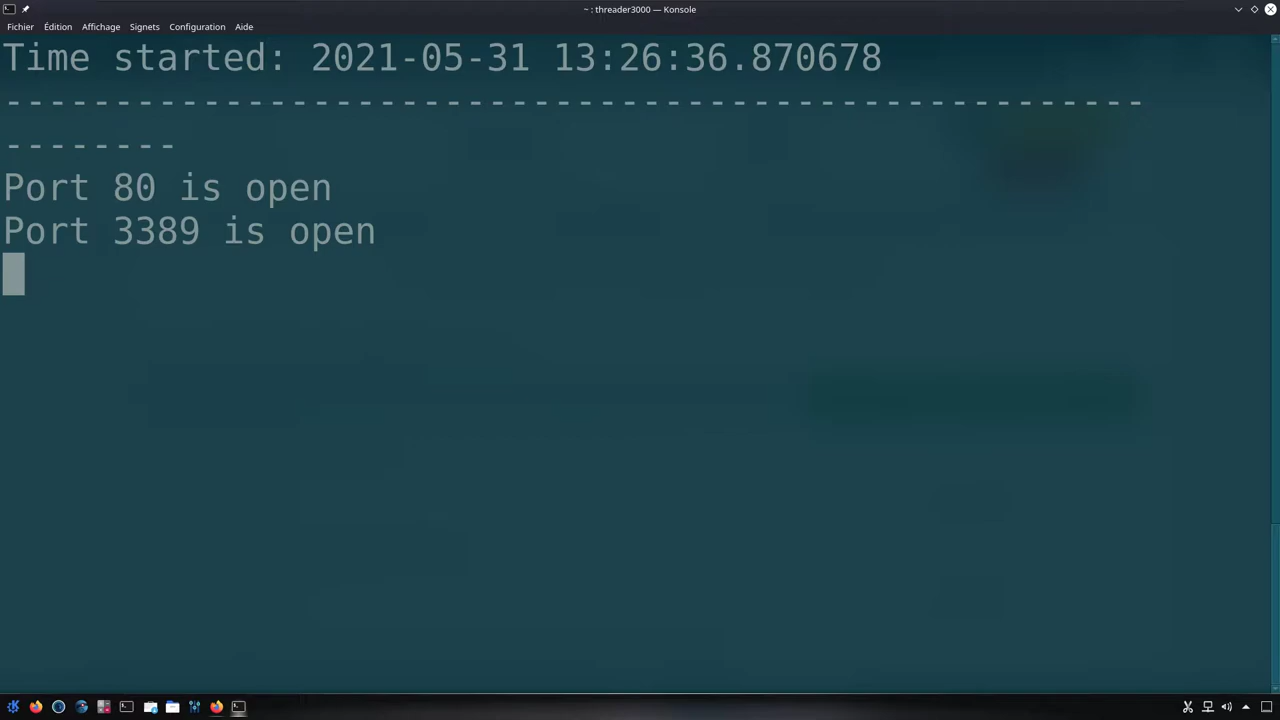 ~ : threader3000 — Konsole
Fichier Édition Affichage Signets Configuration Aide
Time started: 2021-05-31 13:26:36.870678
----------------------------------------------------
--------
Port 80 is open
Port 3389 is open